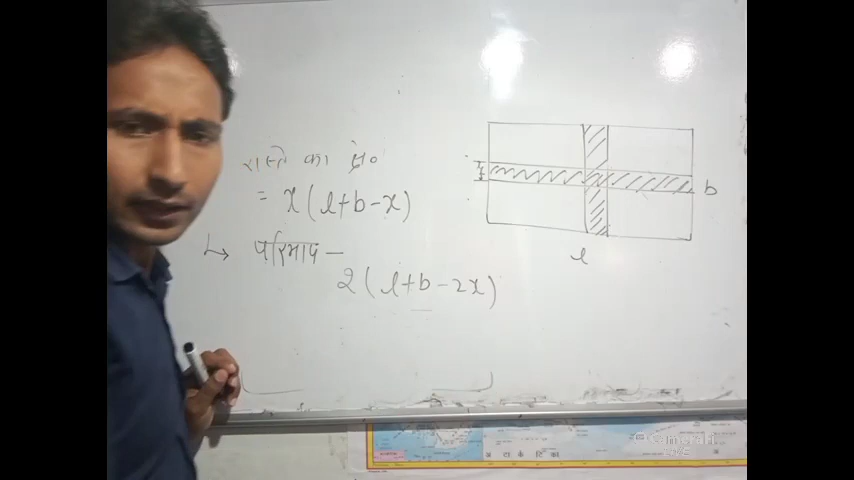 रास्ते का क्षे०
= x(l+b-x)
↳ परिमाप -
2(l+b-2x)
x
b
l
अं टा र्क टि का